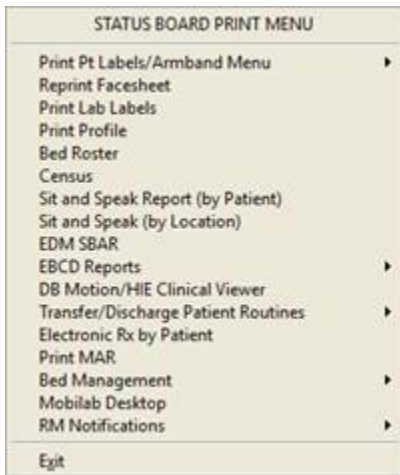 STATUS BOARD PRINT MENU
Print Pt Labels/Armband Menu
Reprint Facesheet
Print Lab Labels
Print Profile
Bed Roster
Census
Sit and Speak Report (by Patient)
Sit and Speak (by Location)
EDM SBAR
EBCD Reports
DB Motion/HIE Clinical Viewer
Transfer/Discharge Patient Routines
Electronic Rx by Patient
Print MAR
Bed Management
Mobilab Desktop
RM Notifications
Exit